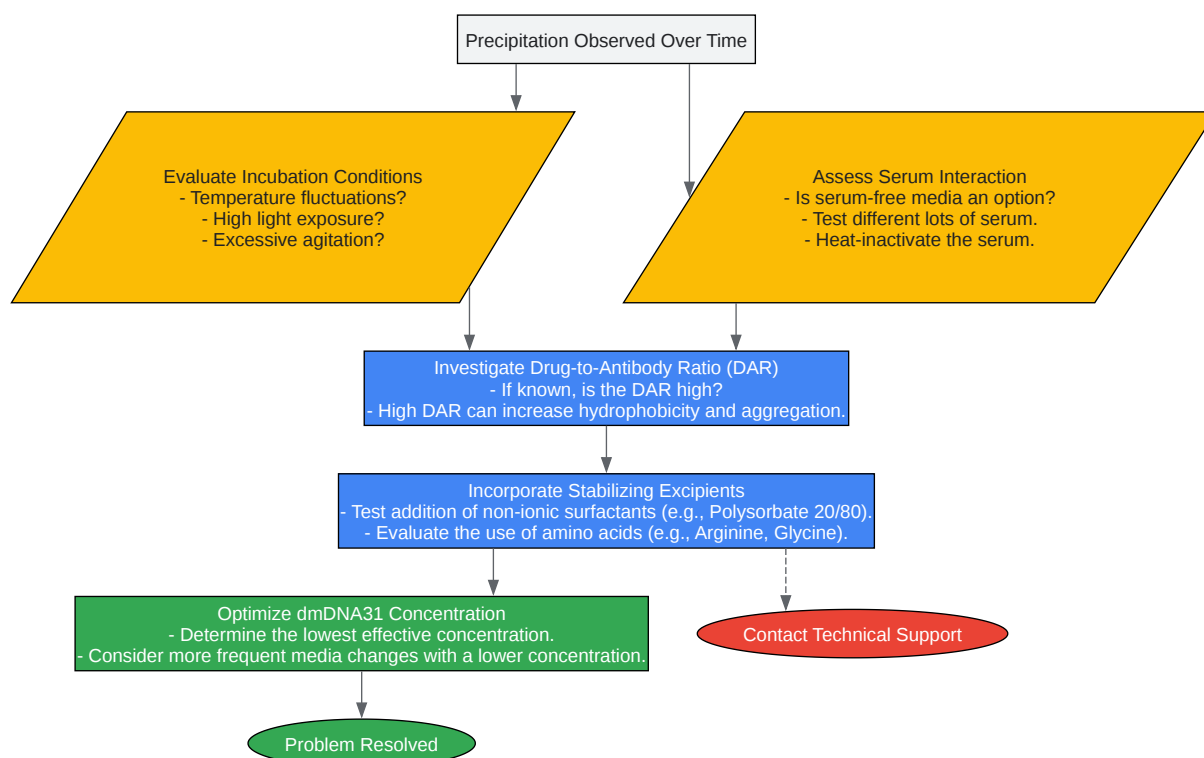 Precipitation Observed Over Time
Evaluate Incubation Conditions
- Temperature fluctuations?
- High light exposure?
- Excessive agitation?
Assess Serum Interaction
- Is serum-free media an option?
- Test different lots of serum.
- Heat-inactivate the serum.
Investigate Drug-to-Antibody Ratio (DAR)
- If known, is the DAR high?
- High DAR can increase hydrophobicity and aggregation.
Incorporate Stabilizing Excipients
- Test addition of non-ionic surfactants (e.g., Polysorbate 20/80).
- Evaluate the use of amino acids (e.g., Arginine, Glycine).
Optimize dmDNA31 Concentration
- Determine the lowest effective concentration.
- Consider more frequent media changes with a lower concentration.
Contact Technical Support
Problem Resolved